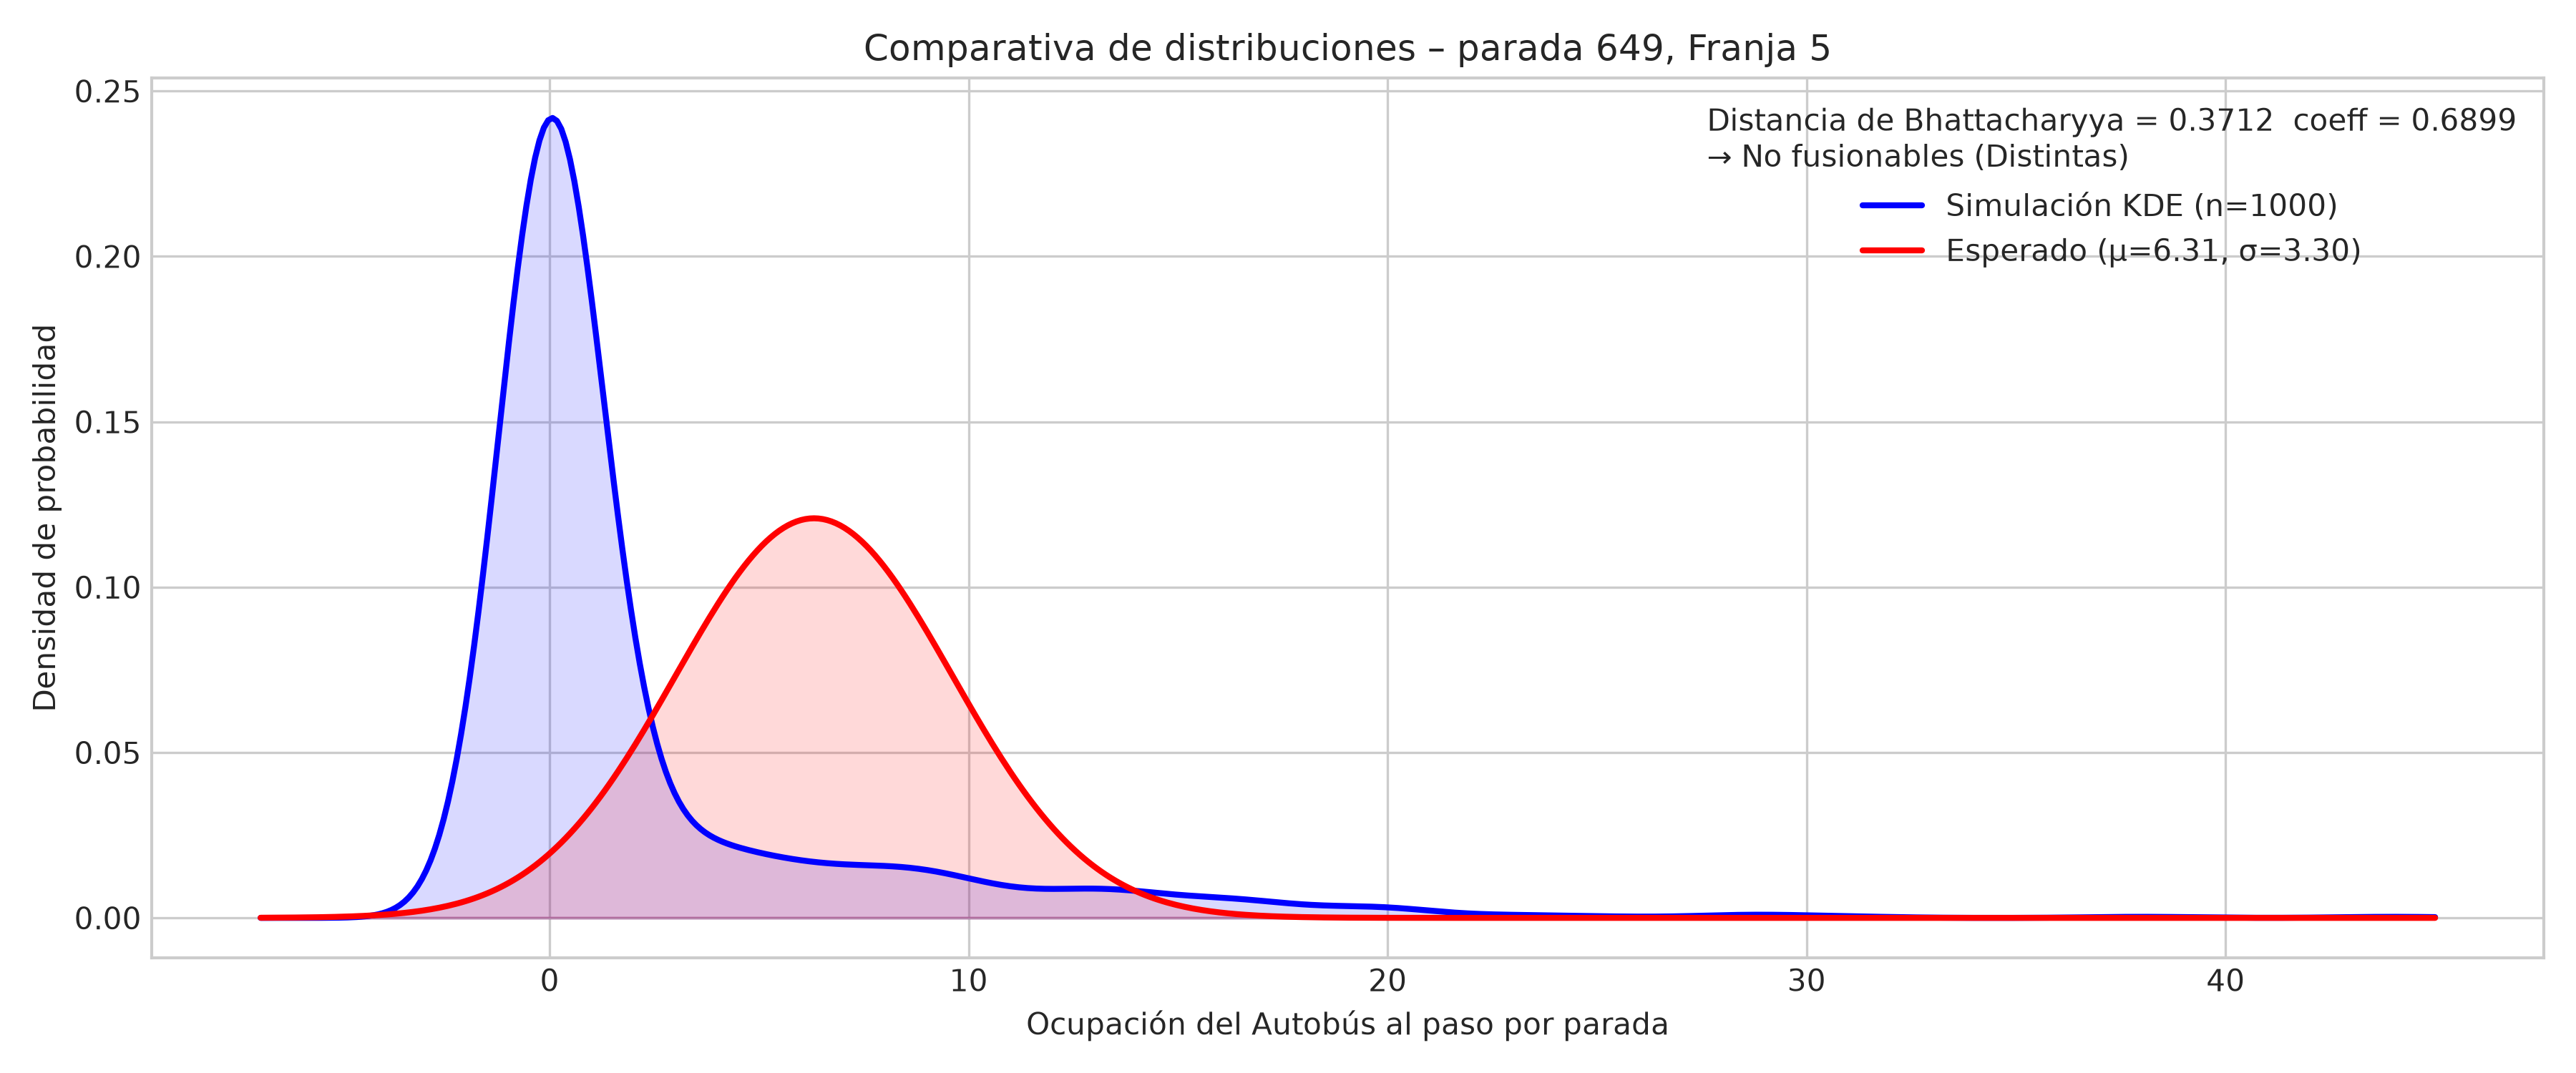 Comparativa de distribuciones – parada 649, Franja 5
Distancia de Bhattacharyya = 0.3712  coeff = 0.6899
→ No fusionables (Distintas)
Simulación KDE (n=1000)
Esperado (μ=6.31, σ=3.30)
Densidad de probabilidad
0.25
0.20
0.15
0.10
0.05
0.00
0 10 20 30 40
Ocupación del Autobús al paso por parada